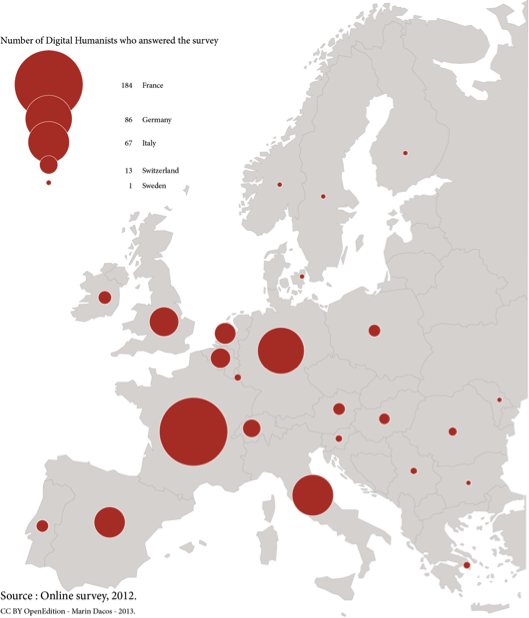 Number of Digital Humanists who answered the survey
184 France
86 Germany
67 Italy
13 Switzerland
1 Sweden
Source : Online survey, 2012.
CC BY OpenEdition - Marin Dacos - 2013.